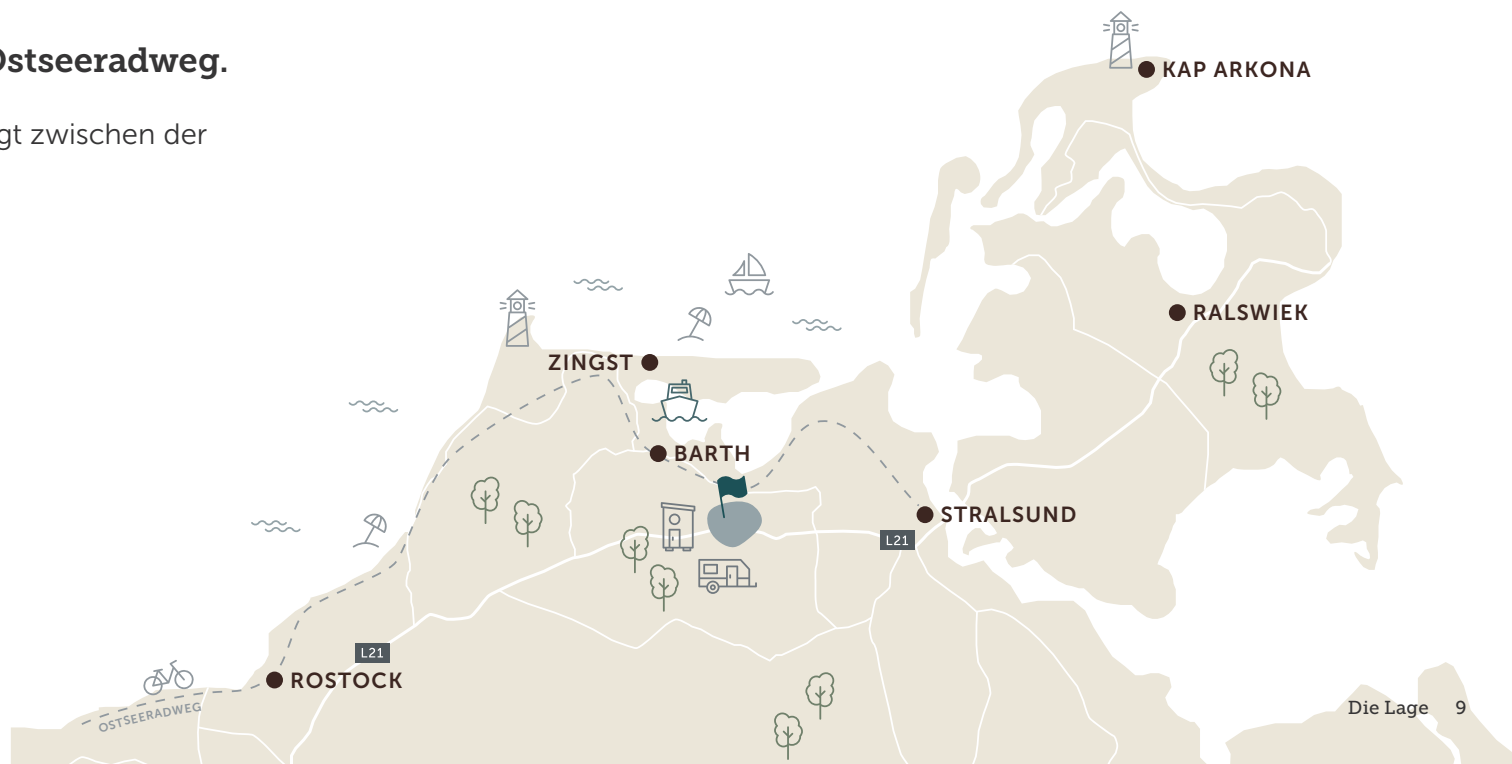 Ostseeradweg.
gt zwischen der
KAP ARKONA
RALSWIEK
ZINGST
BARTH
STRALSUND
L21
L21
ROSTOCK
OSTSEERADWEG
Die Lage 9